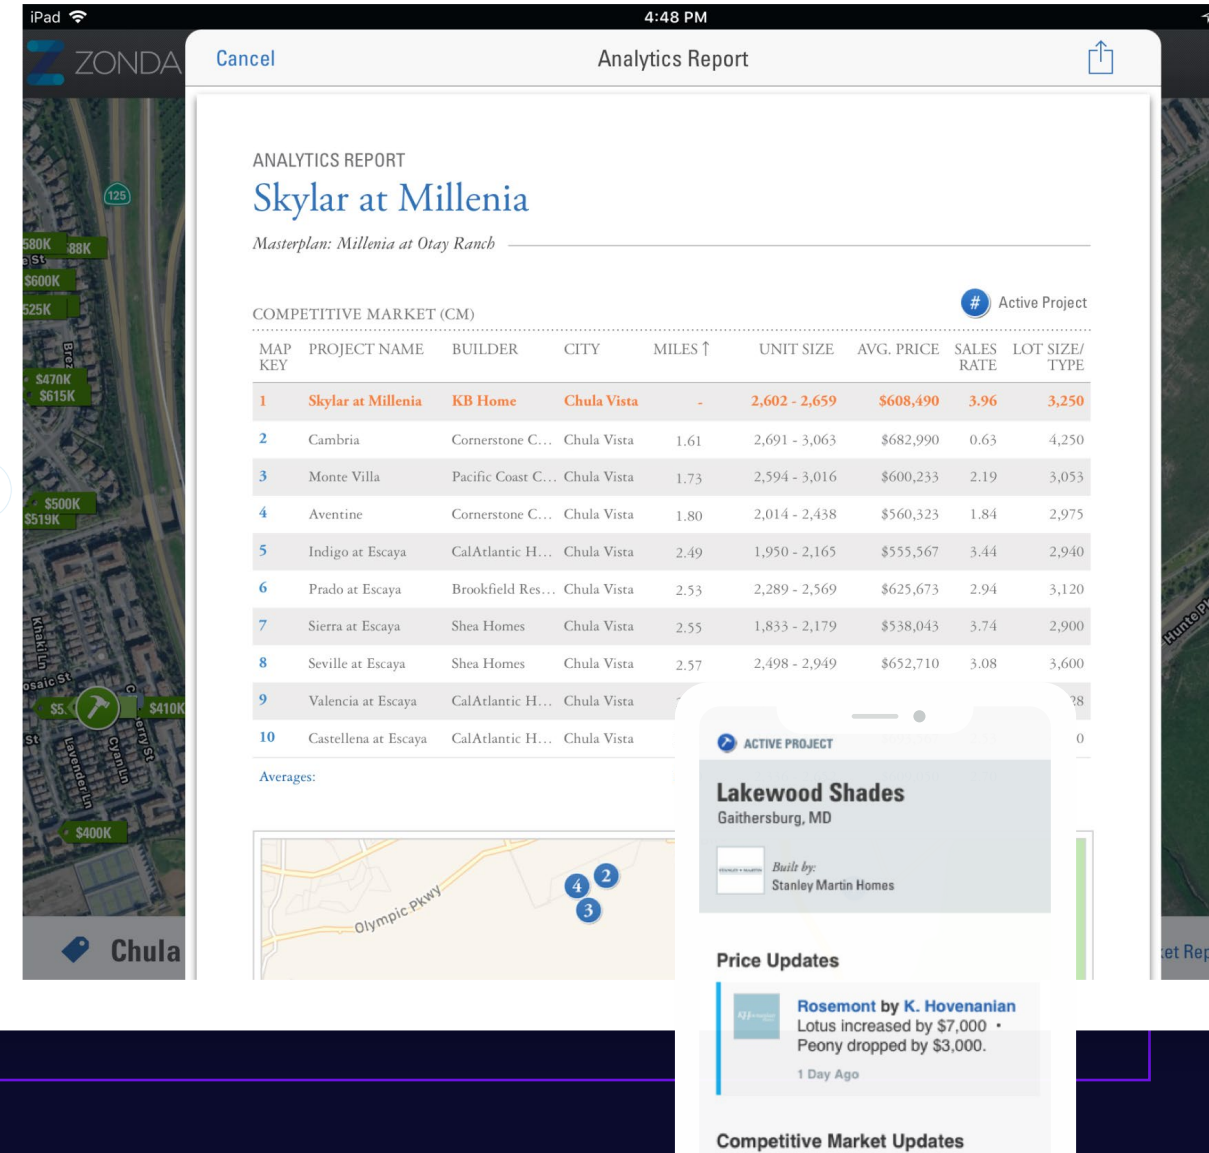 iPad
4:48 PM
ZONDA
Cancel
Analytics Report
ANALYTICS REPORT
Skylar at Millenia
Masterplan: Millenia at Otay Ranch
# Active Project
COMPETITIVE MARKET (CM)
MAP KEY PROJECT NAME BUILDER CITY MILES ↑ UNIT SIZE AVG. PRICE SALES RATE LOT SIZE/ TYPE
1 Skylar at Millenia KB Home Chula Vista - 2,602 - 2,659 $608,490 3.96 3,250
2 Cambria Cornerstone C... Chula Vista 1.61 2,691 - 3,063 $682,990 0.63 4,250
3 Monte Villa Pacific Coast C... Chula Vista 1.73 2,594 - 3,016 $600,233 2.19 3,053
4 Aventine Cornerstone C... Chula Vista 1.80 2,014 - 2,438 $560,323 1.84 2,975
5 Indigo at Escaya CalAtlantic H... Chula Vista 2.49 1,950 - 2,165 $555,567 3.44 2,940
6 Prado at Escaya Brookfield Res... Chula Vista 2.53 2,289 - 2,569 $625,673 2.94 3,120
7 Sierra at Escaya Shea Homes Chula Vista 2.55 1,833 - 2,179 $538,043 3.74 2,900
8 Seville at Escaya Shea Homes Chula Vista 2.57 2,498 - 2,949 $652,710 3.08 3,600
9 Valencia at Escaya CalAtlantic H... Chula Vista
10 Castellena at Escaya CalAtlantic H... Chula Vista
Averages:
125
580K
88K
$600K
525K
$470K
$615K
$500K
$519K
Khaki Ln
osaic St
$410K
Lavender Ln
Cyan Ln
$400K
Chula
Olympic Pkwy
4
2
3
ACTIVE PROJECT
Lakewood Shades
Gaithersburg, MD
Built by:
Stanley Martin Homes
Price Updates
Rosemont by K. Hovenanian
Lotus increased by $7,000 •
Peony dropped by $3,000.
1 Day Ago
Competitive Market Updates